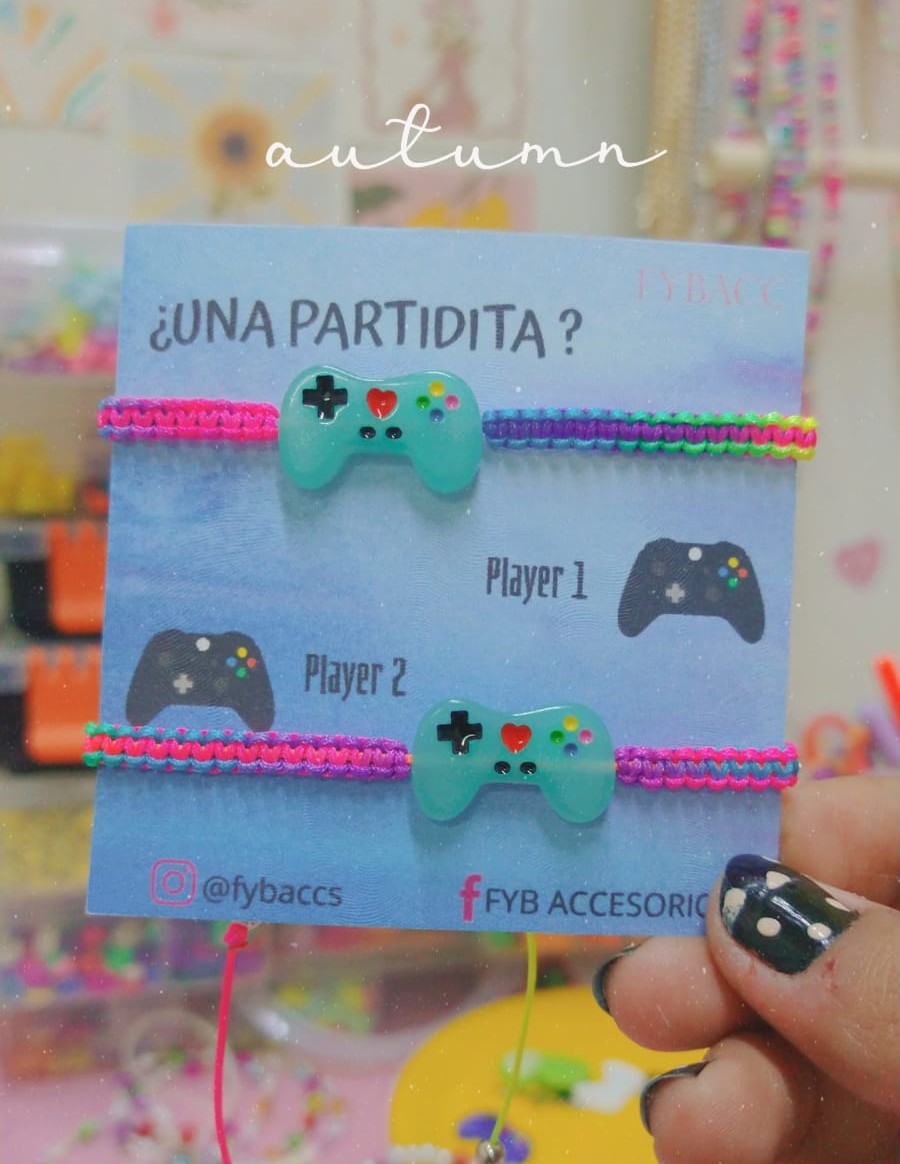 autumn
FYBACC
¿UNA PARTIDITA?
Player 1
Player 2
@fybaccs
FYB ACCESORIO